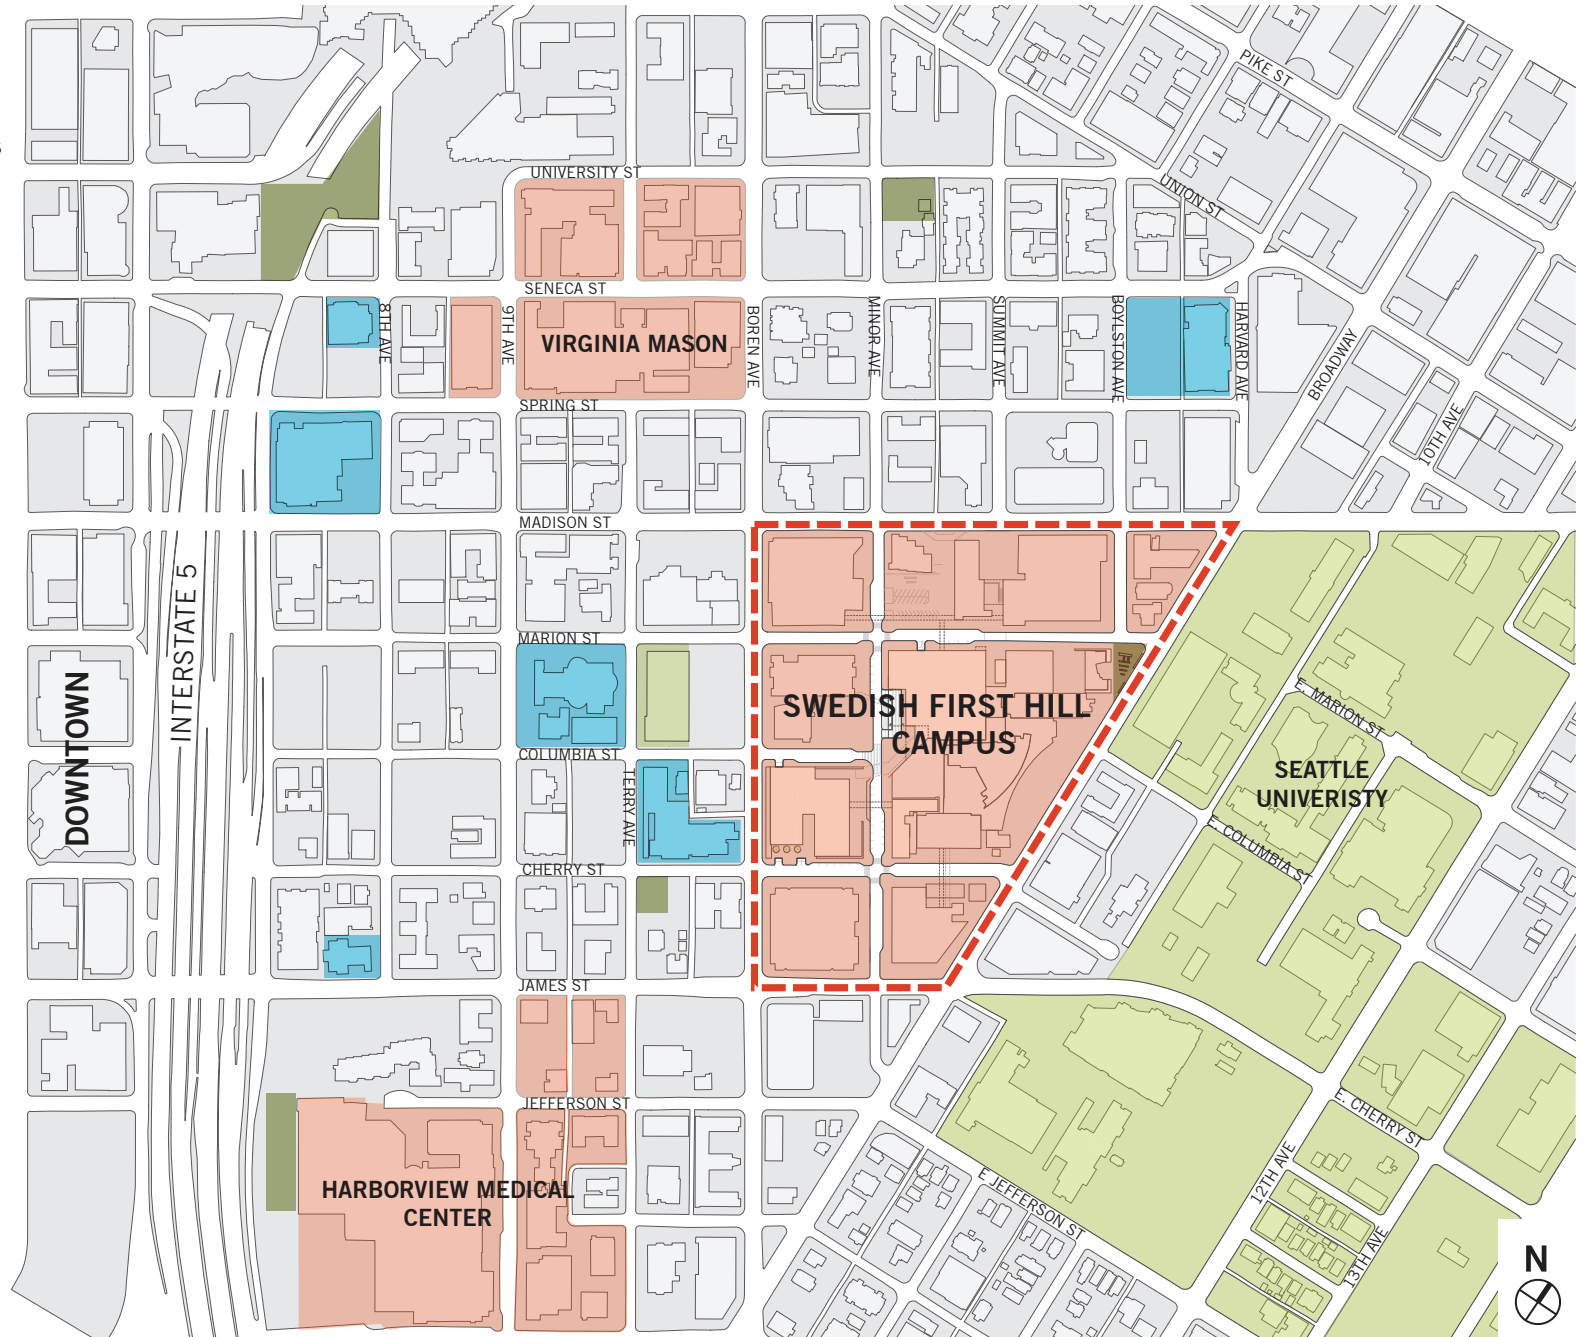 PIKE ST
UNIVERSITY ST
UNION ST
SENECA ST
8TH AVE
9TH AVE
VIRGINIA MASON
BOREN AVE
MINOR AVE
SUMMIT AVE
BOYLSTON AVE
HARVARD AVE
BROADWAY
10TH AVE
SPRING ST
MADISON ST
INTERSTATE 5
MARION ST
DOWNTOWN
SWEDISH FIRST HILL
CAMPUS
E. MARION ST
SEATTLE
UNIVERISTY
COLUMBIA ST
TERRY AVE
E. COLUMBIA ST
CHERRY ST
JAMES ST
JEFFERSON ST
E. CHERRY ST
HARBORVIEW MEDICAL
CENTER
E JEFFERSON ST
12TH AVE
13TH AVE
N